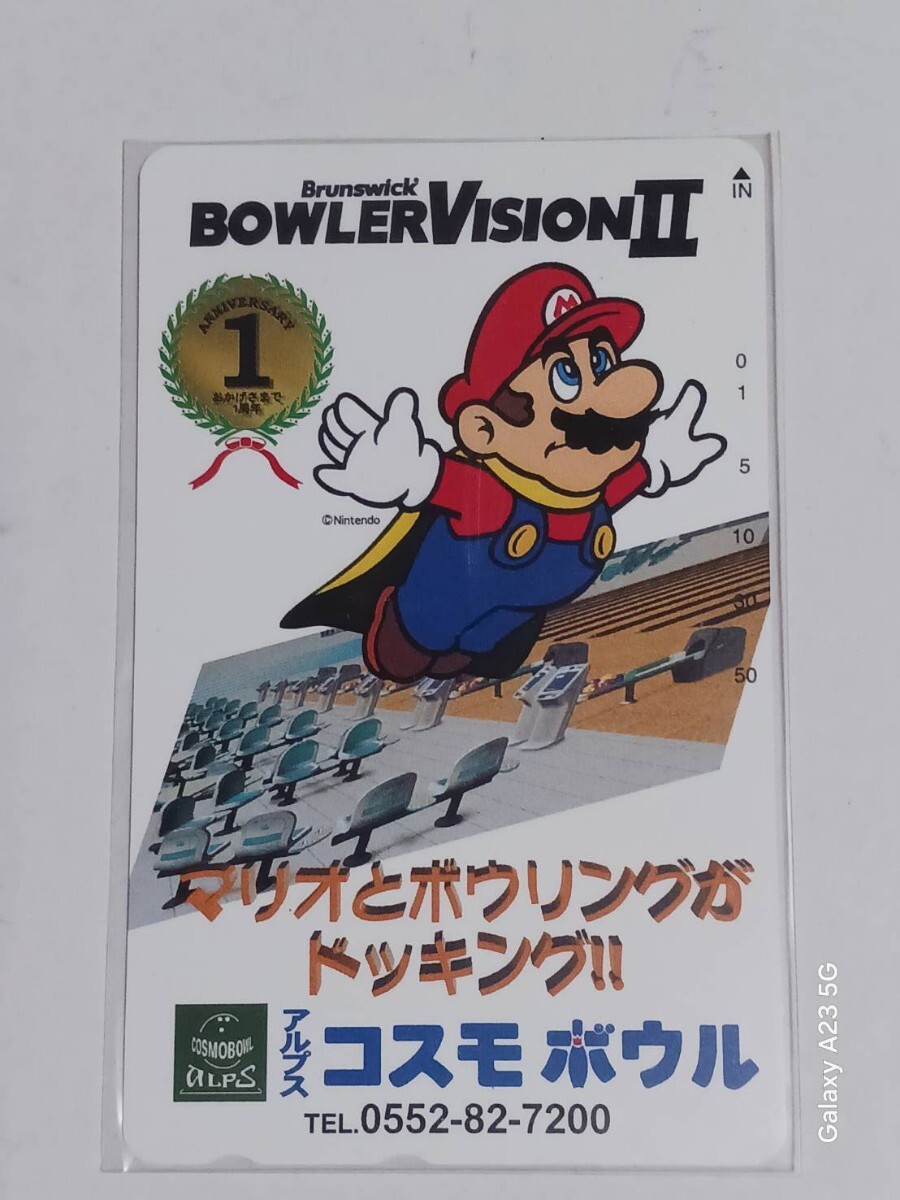 Brunswick
BOWLERVISION II
IN
ANNIVERSARY
1
おかげさまで
1周年
M
©Nintendo
0
1
5
10
30
50
マリオとボウリングが
ドッキング!!
COSMOBOWL
ALPS
アルプス
コスモボウル
TEL.0552-82-7200
Galaxy A23 5G